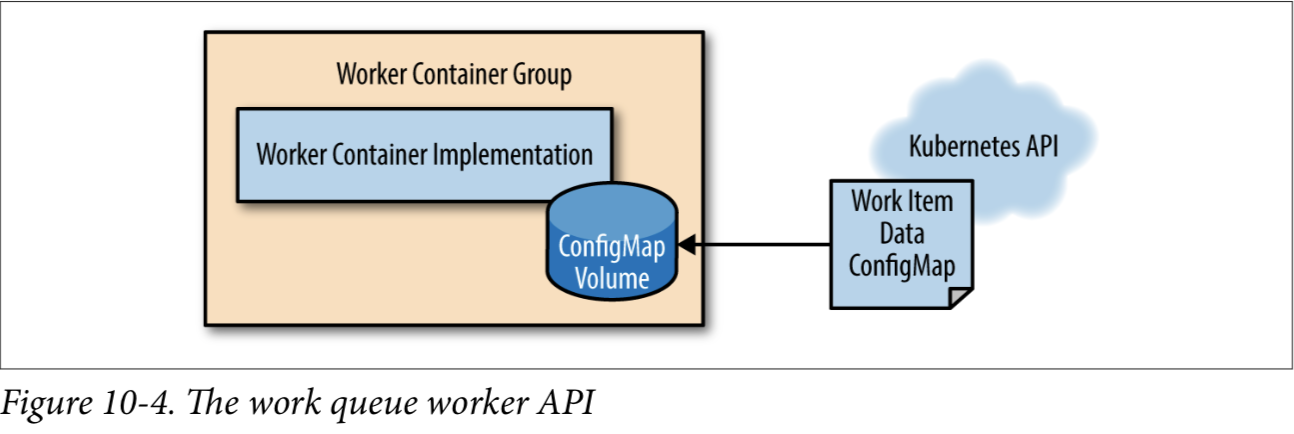 Worker Container Group
Worker Container Implementation
ConfigMap
Volume
Kubernetes API
Work Item
Data
ConfigMap
Figure 10-4. The work queue worker API